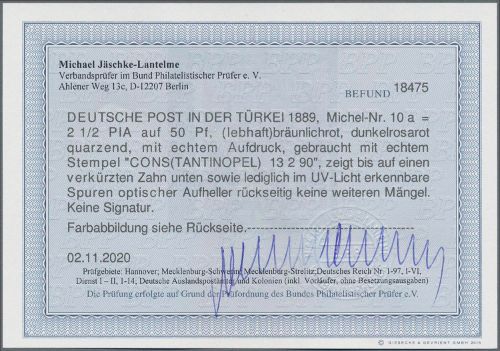 Michael Jäschke-Lantelme
Verbandsprüfer im Bund Philatelistischer Prüfer e. V.
Ahlener Weg 13c, D-12207 Berlin
BEFUND 18475
DEUTSCHE POST IN DER TÜRKEI 1889, Michel-Nr. 10 a =
2 1/2 PIA auf 50 Pf, (lebhaft)bräunlichrot, dunkelrosarot
quarzend, mit echtem Aufdruck, gebraucht mit echtem
Stempel "CONS(TANTINOPEL) 13 2 90", zeigt bis auf einen
verkürzten Zahn unten sowie lediglich im UV-Licht erkennbare
Spuren optischer Aufheller rückseitig keine weiteren Mängel.
Keine Signatur.
Farbabbildung siehe Rückseite.
02.11.2020
Prüfgebiete: Hannover; Mecklenburg-Schwerin; Mecklenburg-Strelitz; Deutsches Reich Nr. 1-97, I-VI,
Dienst I – II, 1-14, Deutsche Auslandspostämter und Kolonien (inkl. Vorläufer, ohne Besetzungsausgaben)
Die Prüfung erfolgte auf Grund der Prüfordnung des Bundes Philatelistischer Prüfer e.V.
© GIESECKE & DEVRIENT GMBH